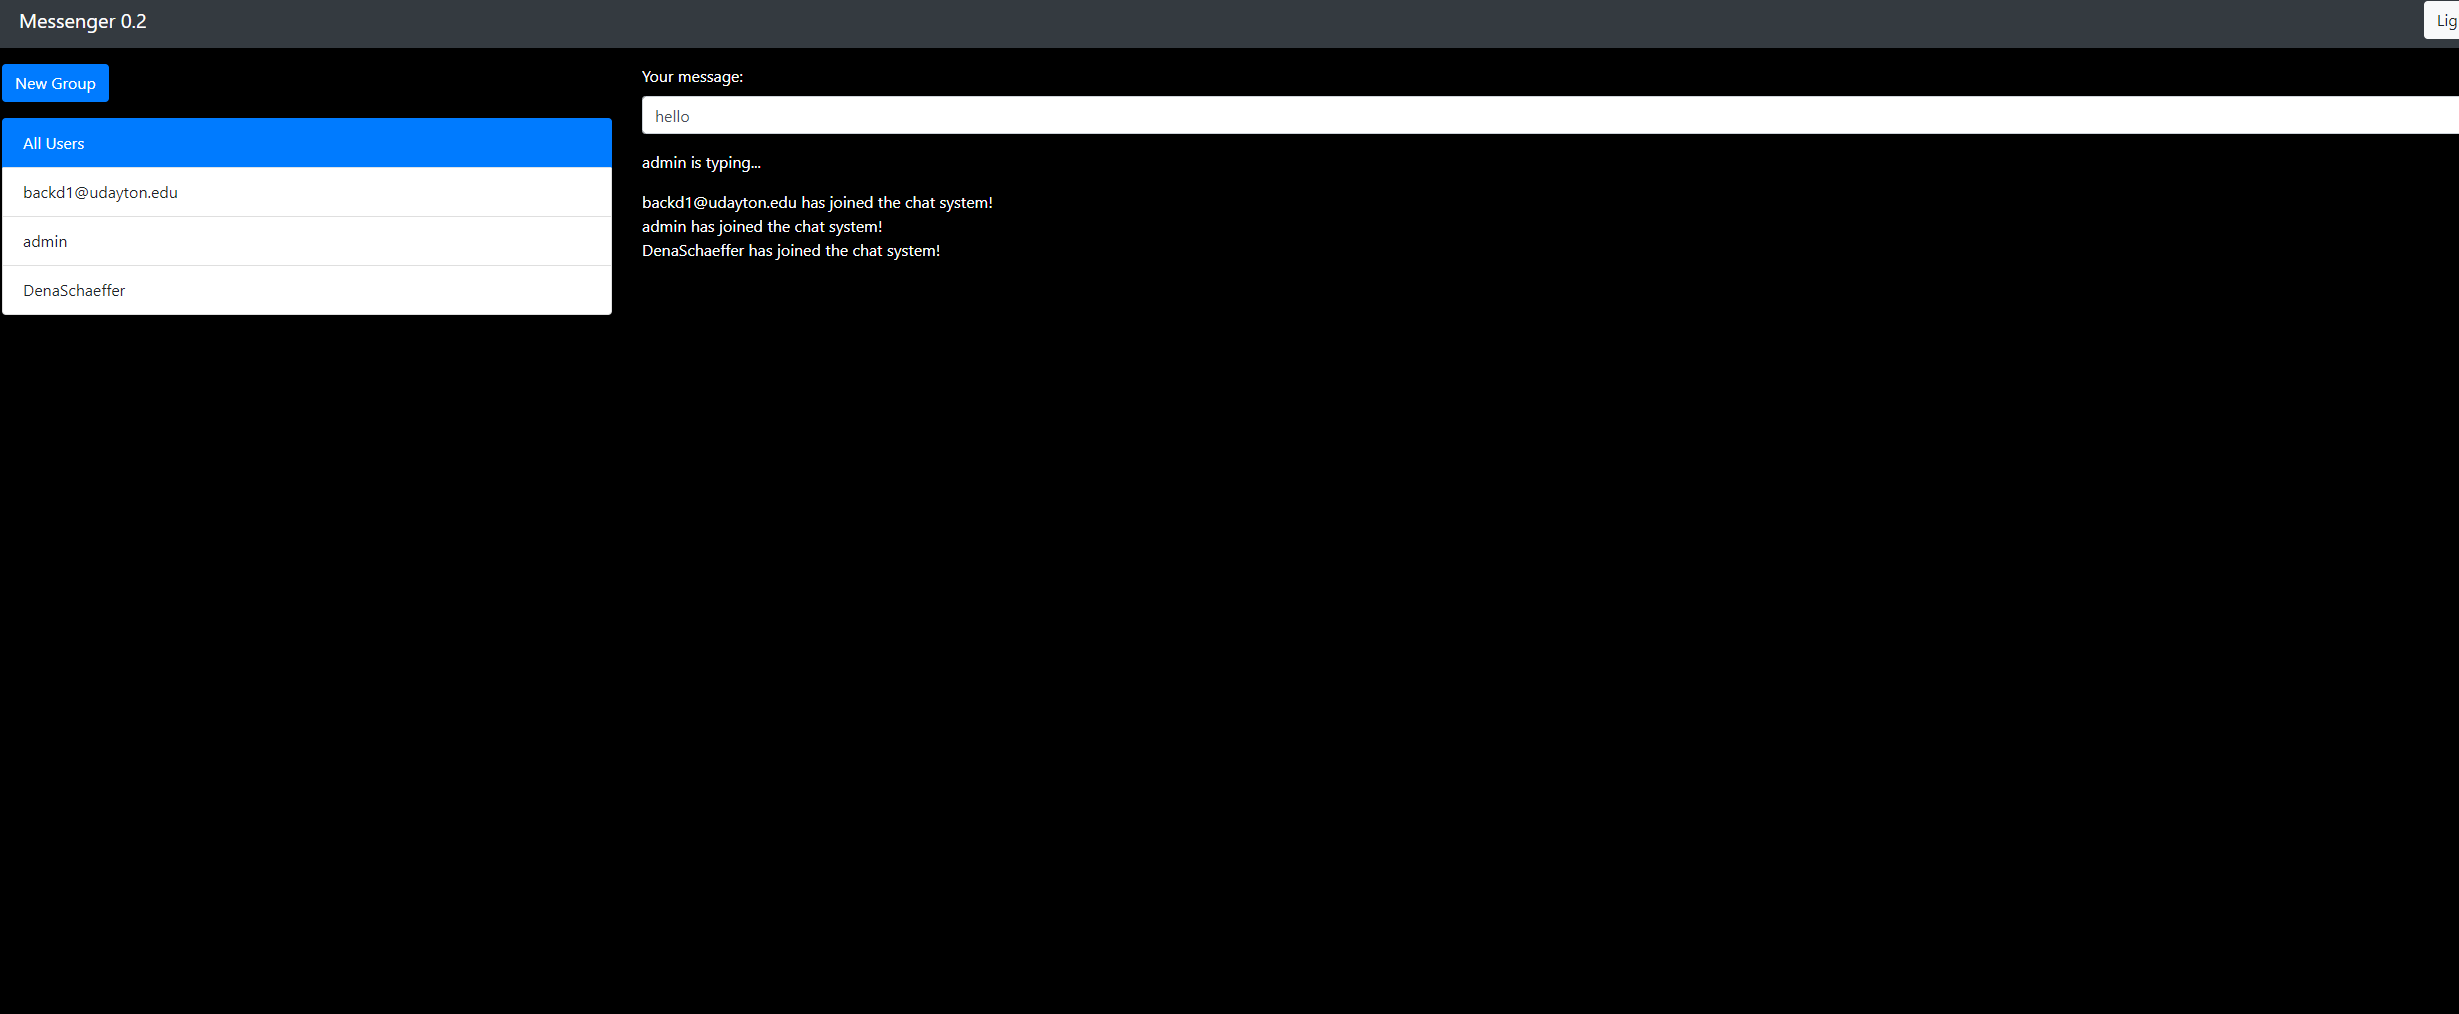 Messenger 0.2
Lig
New Group
All Users
backd1@udayton.edu
admin
DenaSchaeffer
Your message:
hello
admin is typing...
backd1@udayton.edu has joined the chat system!
admin has joined the chat system!
DenaSchaeffer has joined the chat system!